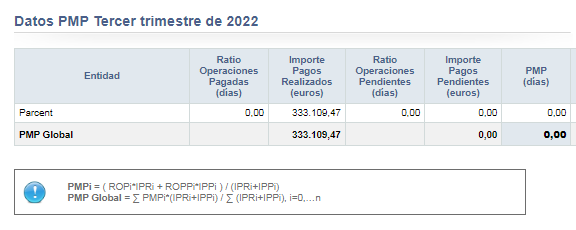 Datos PMP Tercer trimestre de 2022
Entidad
Ratio
Operaciones
Pagadas
(días)
Importe
Pagos
Realizados
(euros)
Ratio
Operaciones
Pendientes
(días)
Importe
Pagos
Pendientes
(euros)
PMP
(días)
Parcent 0,00 333.109,47 0,00 0,00 0,00
PMP Global 333.109,47 0,00 0,00
PMPi = ( ROPi*IPRi + ROPPi*IPPi ) / (IPRi+IPPi)
PMP Global = ∑ PMPi*(IPRi+IPPi) / ∑ (IPRi+IPPi), i=0,...n